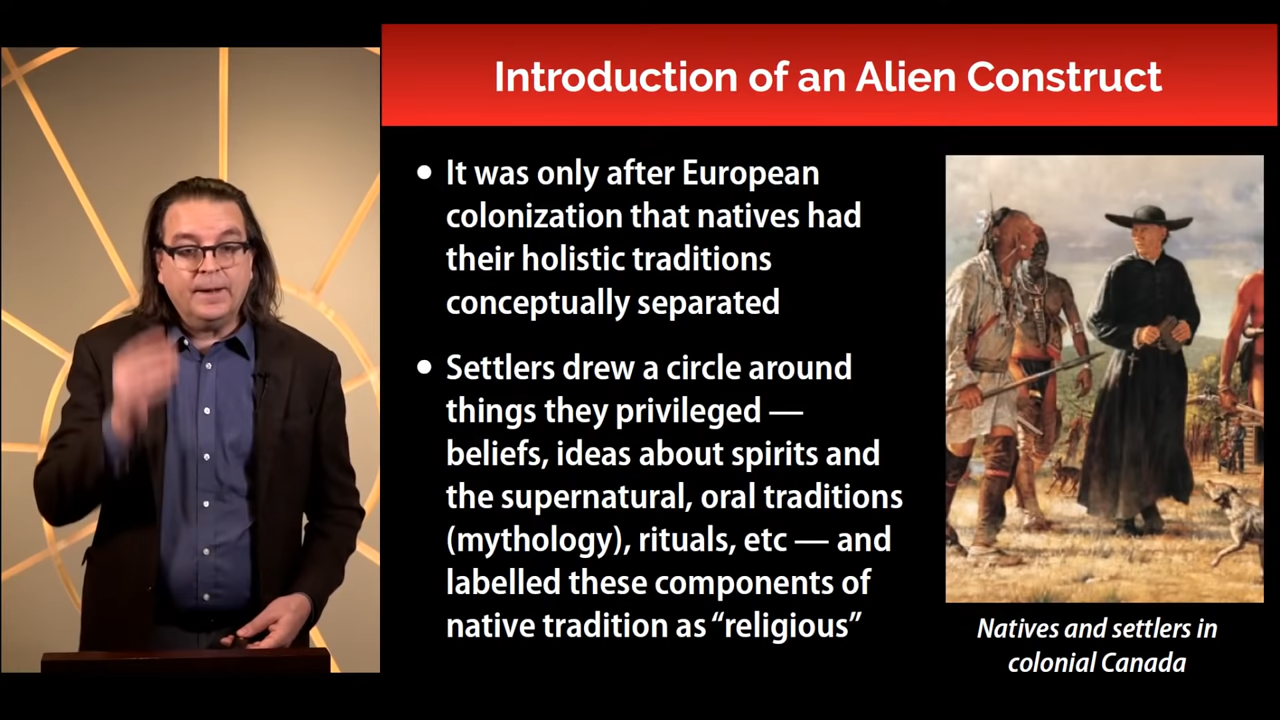 Introduction of an Alien Construct
• It was only after European
colonization that natives had
their holistic traditions
conceptually separated
• Settlers drew a circle around
things they privileged —
beliefs, ideas about spirits and
the supernatural, oral traditions
(mythology), rituals, etc — and
labelled these components of
native tradition as “religious”
Natives and settlers in
colonial Canada